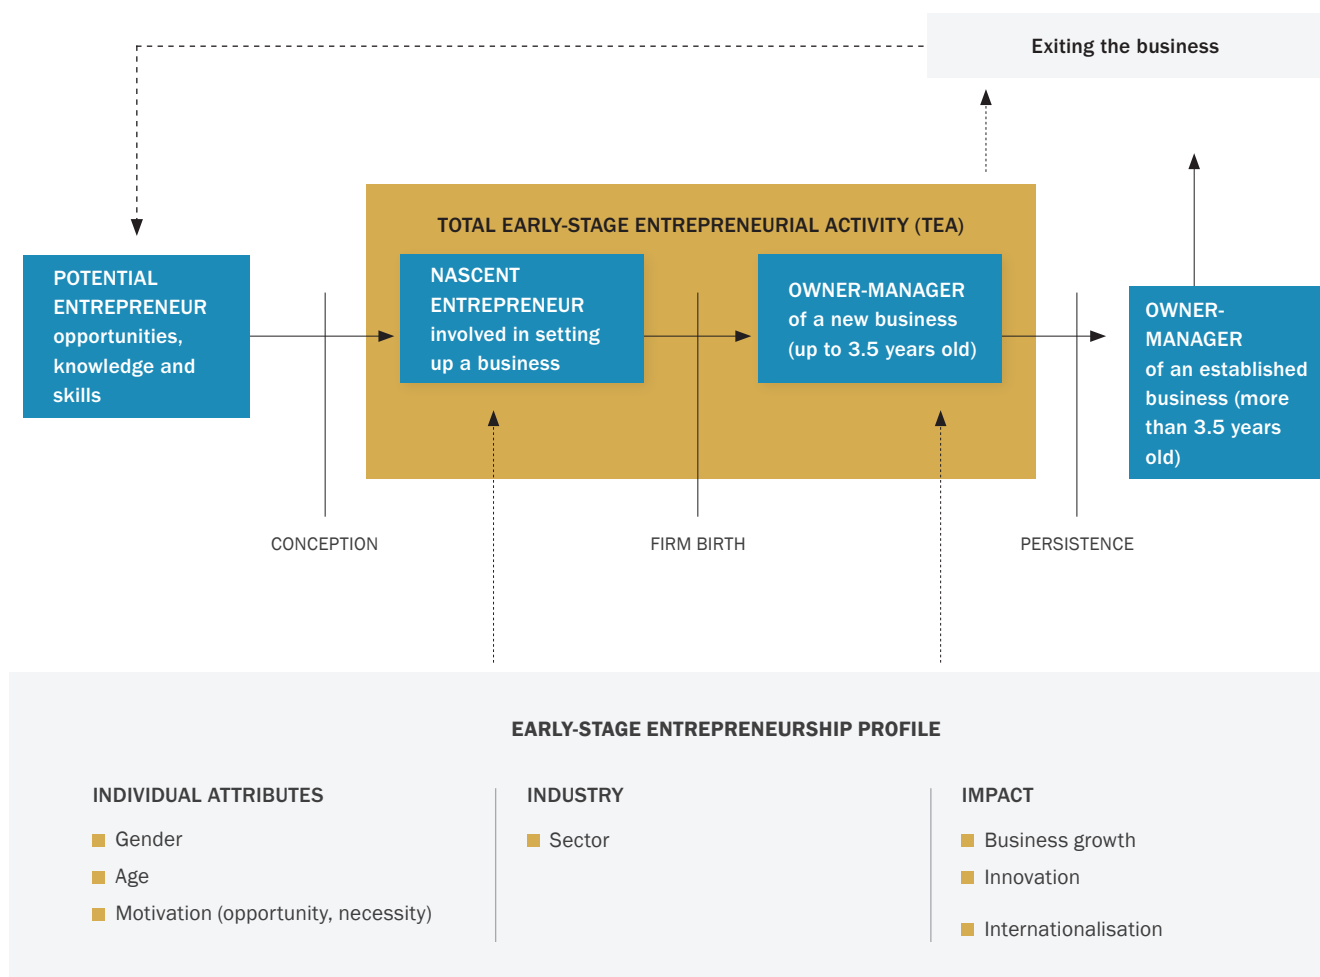 Exiting the business
TOTAL EARLY-STAGE ENTREPRENEURIAL ACTIVITY (TEA)
POTENTIAL
ENTREPRENEUR
opportunities,
knowledge and
skills
NASCENT
ENTREPRENEUR
involved in setting
up a business
OWNER-MANAGER
of a new business
(up to 3.5 years old)
OWNER-
MANAGER
of an established
business (more
than 3.5 years
old)
CONCEPTION
FIRM BIRTH
PERSISTENCE
EARLY-STAGE ENTREPRENEURSHIP PROFILE
INDIVIDUAL ATTRIBUTES
Gender
Age
Motivation (opportunity, necessity)
INDUSTRY
Sector
IMPACT
Business growth
Innovation
Internationalisation